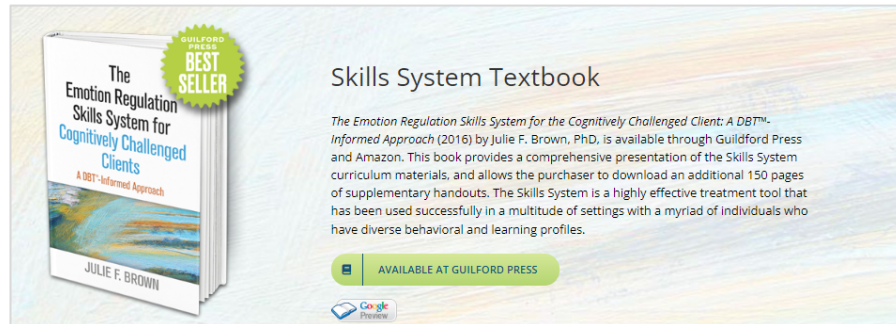 GUILFORD
PRESS
BEST
SELLER
The
Emotion Regulation
Skills System for
Cognitively Challenged
Clients
A DBT®-Informed Approach
JULIE F. BROWN
Skills System Textbook
The Emotion Regulation Skills System for the Cognitively Challenged Client: A DBT™-
Informed Approach (2016) by Julie F. Brown, PhD, is available through Guildford Press
and Amazon. This book provides a comprehensive presentation of the Skills System
curriculum materials, and allows the purchaser to download an additional 150 pages
of supplementary handouts. The Skills System is a highly effective treatment tool that
has been used successfully in a multitude of settings with a myriad of individuals who
have diverse behavioral and learning profiles.
AVAILABLE AT GUILFORD PRESS
Google
Preview